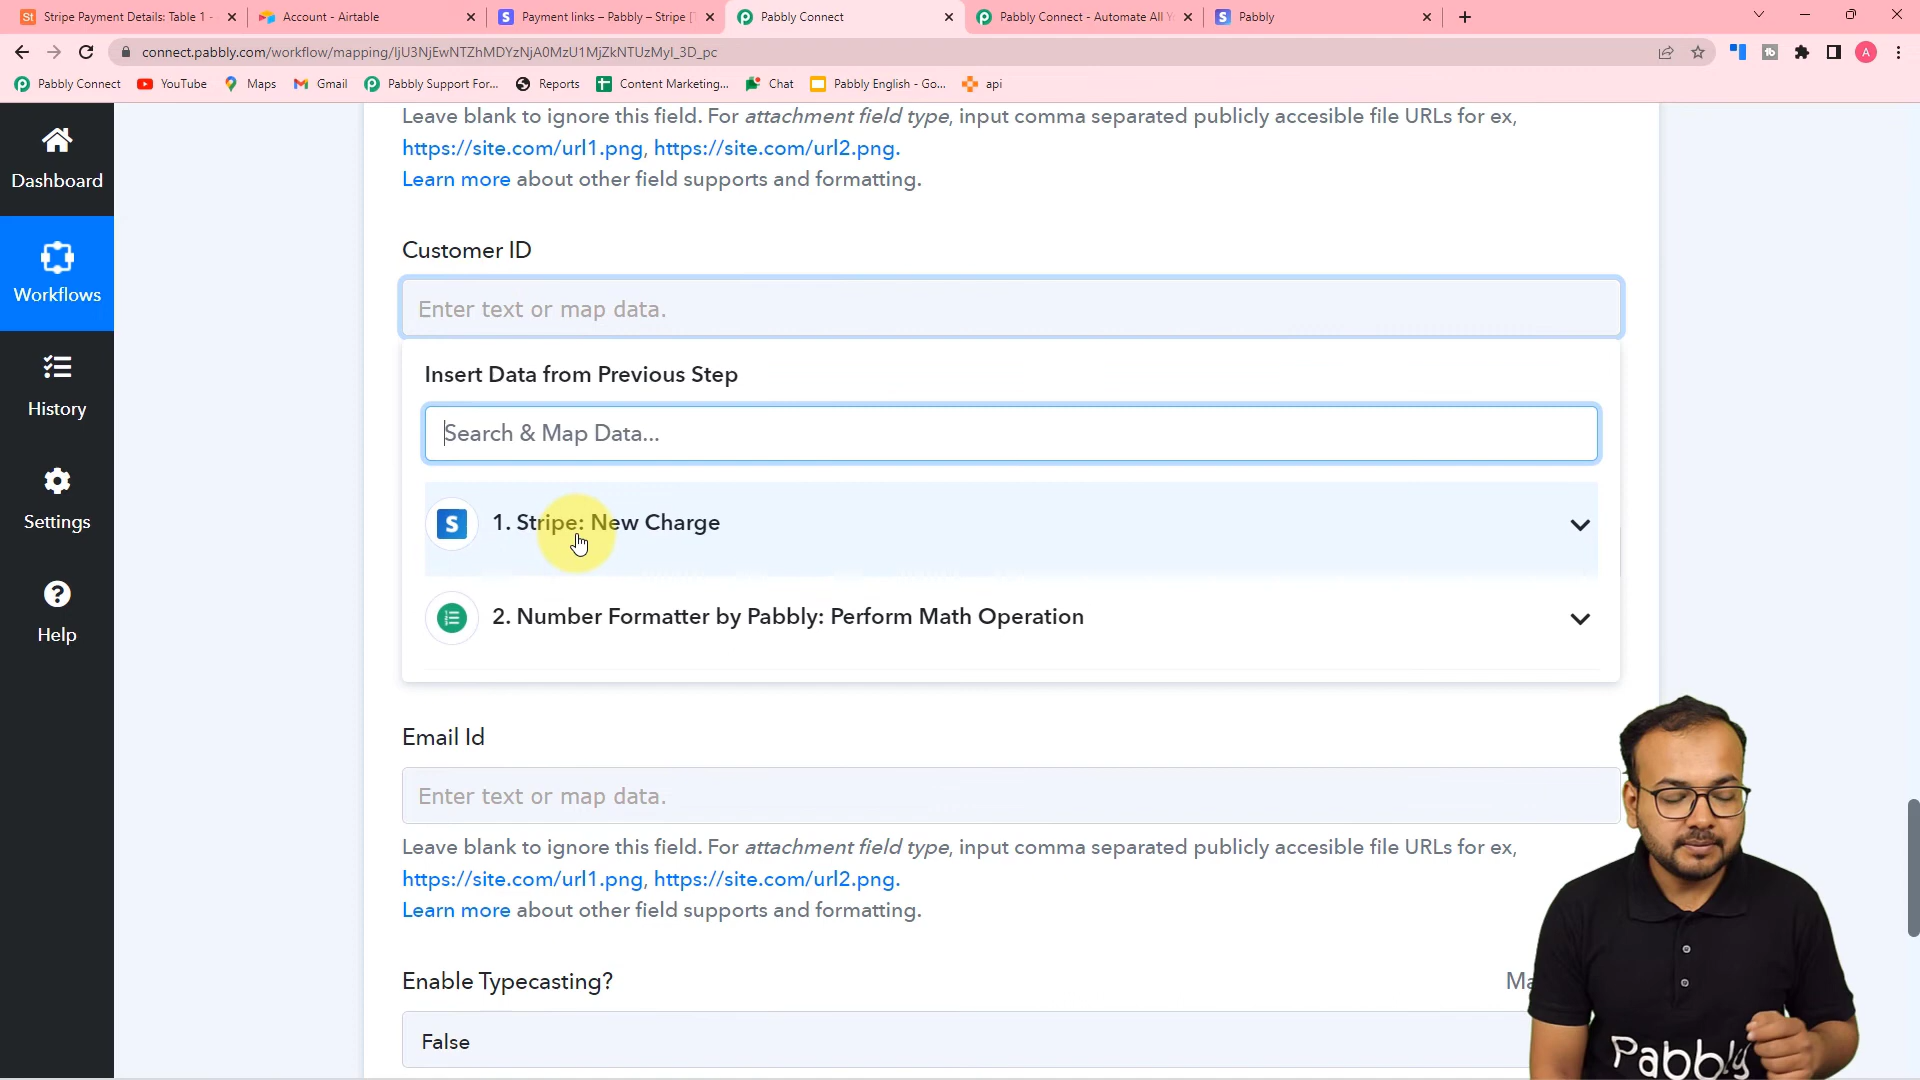 Stripe Payment Details: Table 1 -
Account - Airtable
Payment links – Pabbly – Stripe [
Pabbly Connect
Pabbly Connect - Automate All
Pabbly
connect.pabbly.com/workflow/mapping/IjU3NjEwNTZhMDYzNjA0MzU1MjZkNTUzMyI_3D_pc
Pabbly Connect
YouTube
Maps
Gmail
Pabbly Support For...
Reports
Content Marketing...
Chat
Pabbly English - Go...
api
Dashboard
Workflows
History
Settings
Help
Leave blank to ignore this field. For attachment field type, input comma separated publicly accesible file URLs for ex,
https://site.com/url1.png, https://site.com/url2.png.
Learn more about other field supports and formatting.
Customer ID
Enter text or map data.
Insert Data from Previous Step
Search & Map Data...
1. Stripe: New Charge
2. Number Formatter by Pabbly: Perform Math Operation
Email Id
Enter text or map data.
Leave blank to ignore this field. For attachment field type, input comma separated publicly accesible file URLs for ex,
https://site.com/url1.png, https://site.com/url2.png.
Learn more about other field supports and formatting.
Enable Typecasting?
False
Pabbly